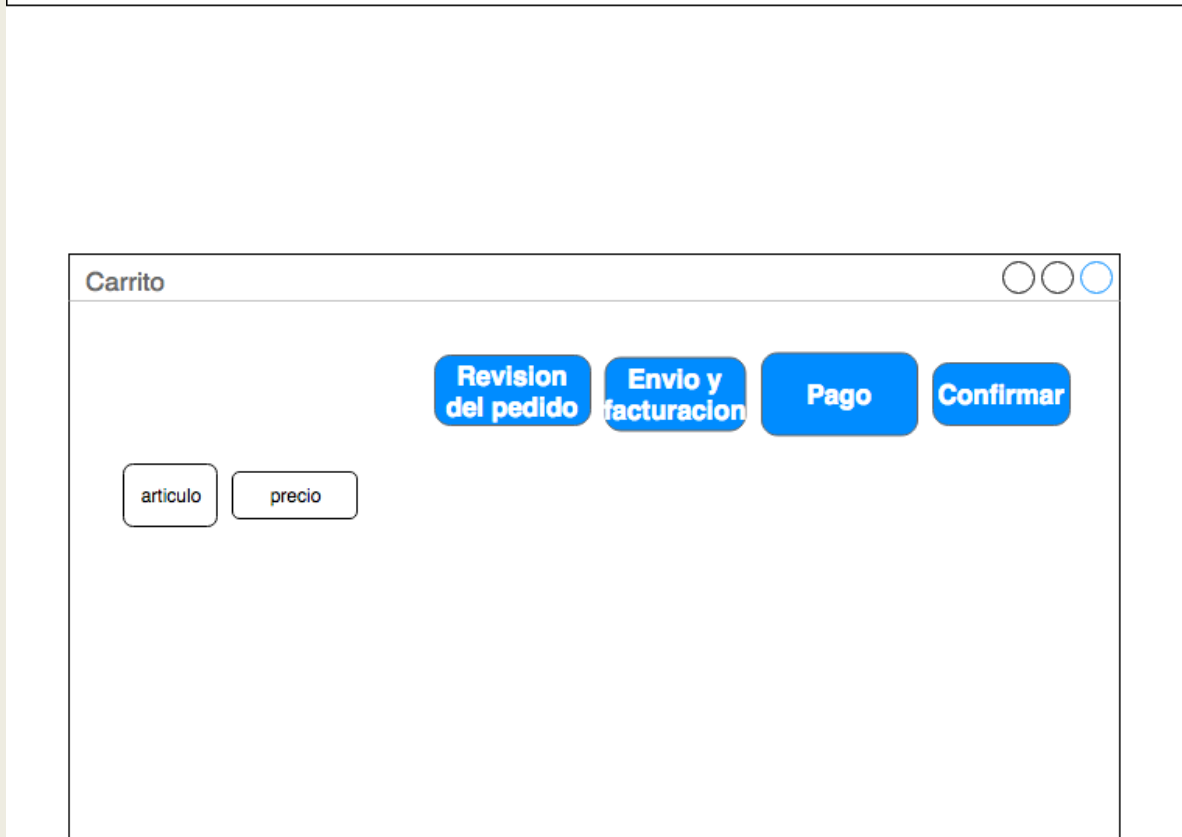 Carrito
Revision
del pedido
Envio y
facturacion
Pago
Confirmar
articulo
precio